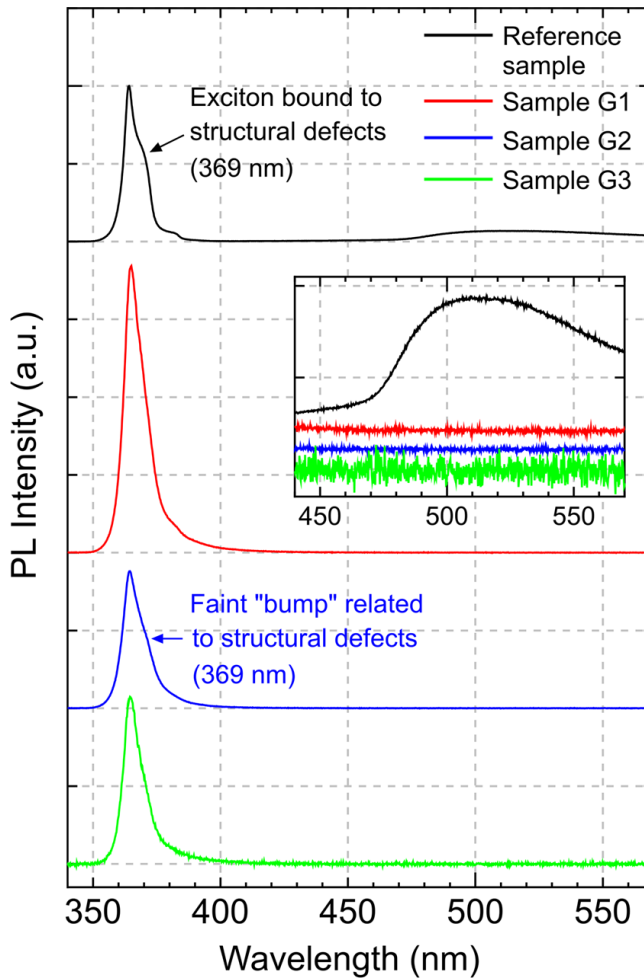 Reference
sample
Sample G1
Sample G2
Sample G3
Exciton bound to
structural defects
(369 nm)
450 500 550
Faint "bump" related
to structural defects
(369 nm)
PL Intensity (a.u.)
350 400 450 500 550
Wavelength (nm)